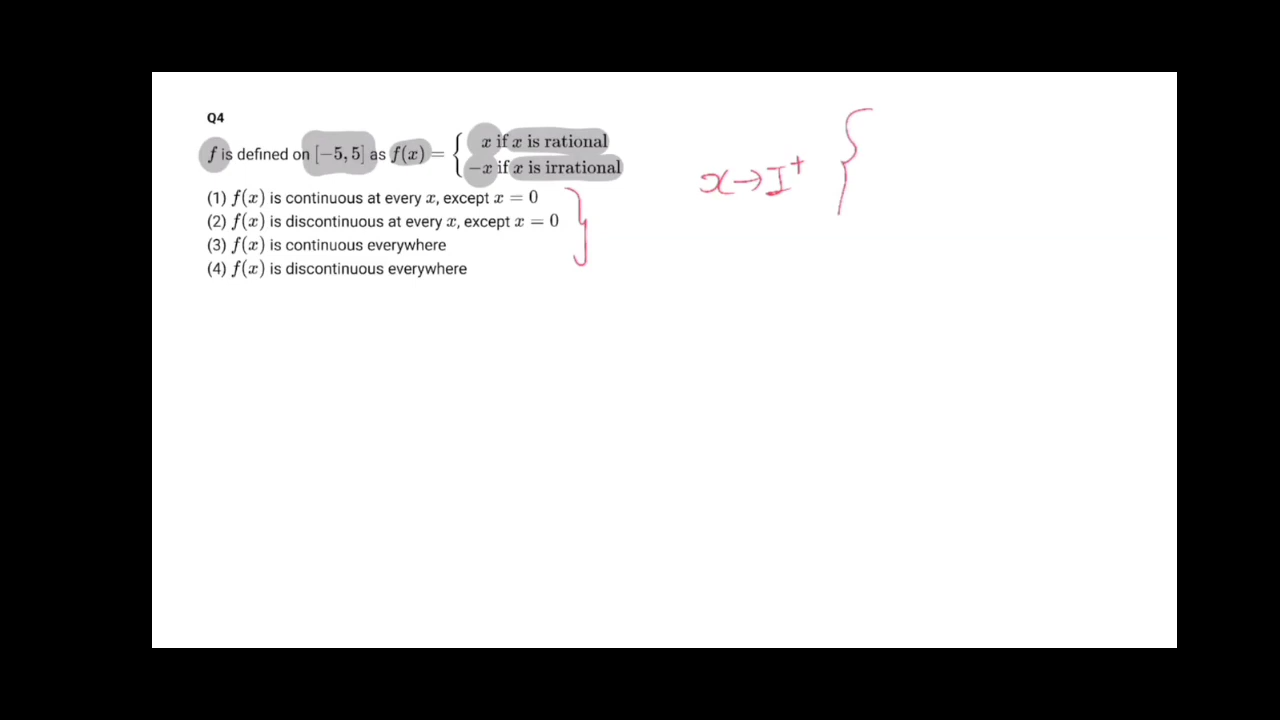 Q4
f is defined on [−5, 5] as f(x) = { x if x is rational
−x if x is irrational
(1) f(x) is continuous at every x, except x = 0
(2) f(x) is discontinuous at every x, except x = 0
(3) f(x) is continuous everywhere
(4) f(x) is discontinuous everywhere
x→I⁺ {